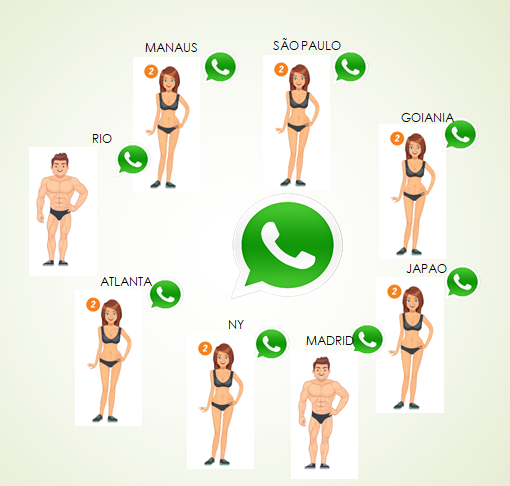 SÃO PAULO
MANAUS
2
2
GOIANIA
2
RIO
JAPAO
ATLANTA
2
2
NY
MADRID
2